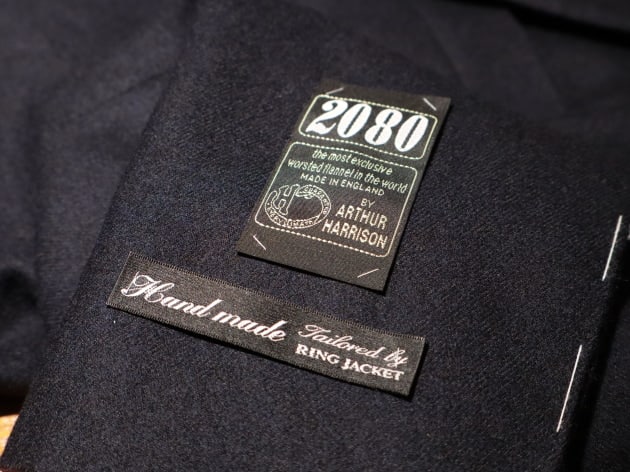 2080
the most exclusive
worsted flannel in the world
MADE IN ENGLAND
BY
ARTHUR
HARRISON
Hand made
Tailored by
RING JACKET